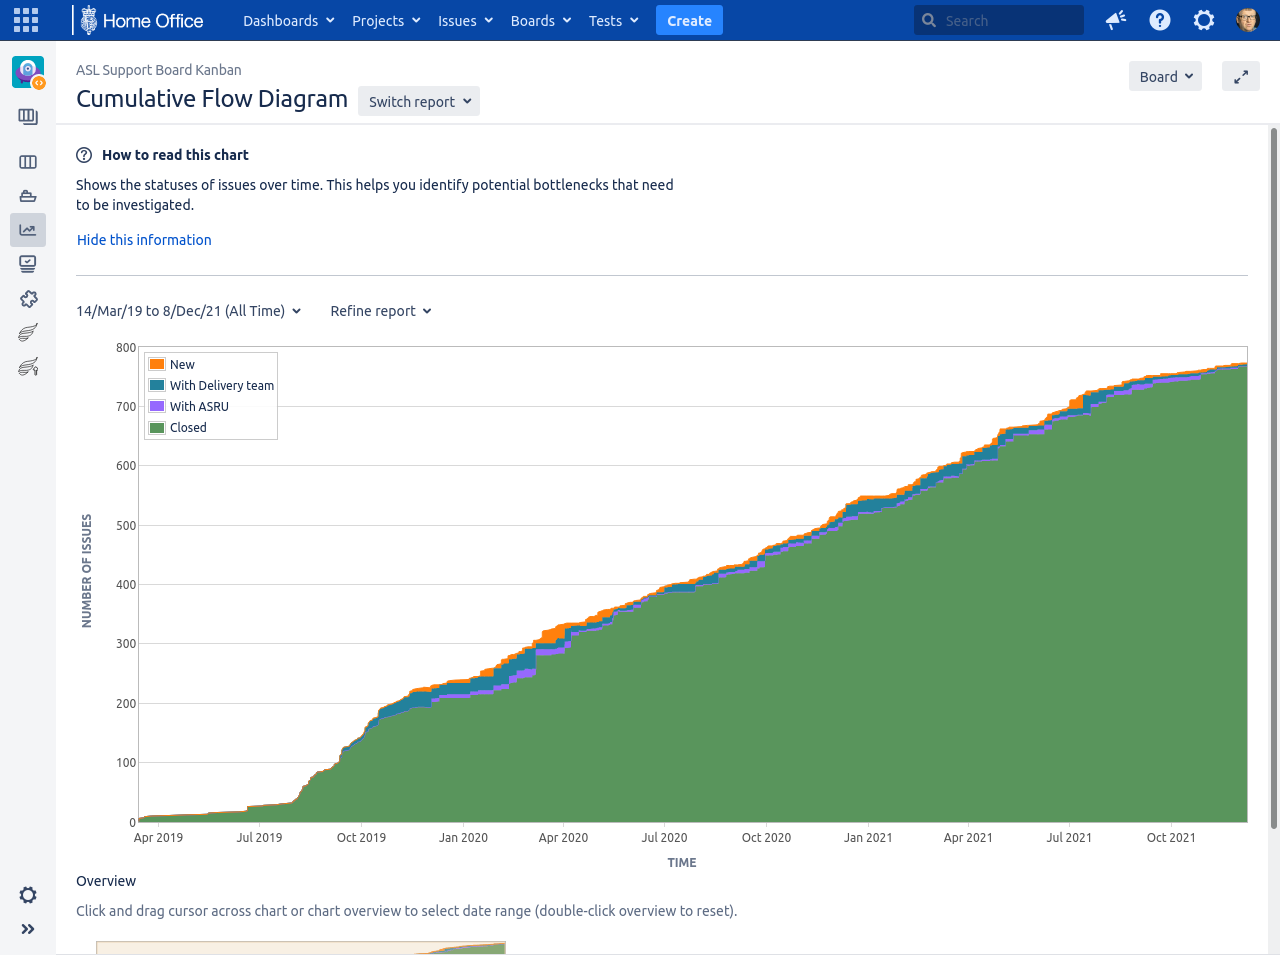 Home Office
Dashboards Projects Issues Boards Tests Create Search
ASL Support Board Kanban
Cumulative Flow Diagram Switch report
Board
How to read this chart
Shows the statuses of issues over time. This helps you identify potential bottlenecks that need
to be investigated.
Hide this information
14/Mar/19 to 8/Dec/21 (All Time) Refine report
New
With Delivery team
With ASRU
Closed
800
700
600
500
400
300
200
100
0
NUMBER OF ISSUES
Apr 2019 Jul 2019 Oct 2019 Jan 2020 Apr 2020 Jul 2020 Oct 2020 Jan 2021 Apr 2021 Jul 2021 Oct 2021
TIME
Overview
Click and drag cursor across chart or chart overview to select date range (double-click overview to reset).